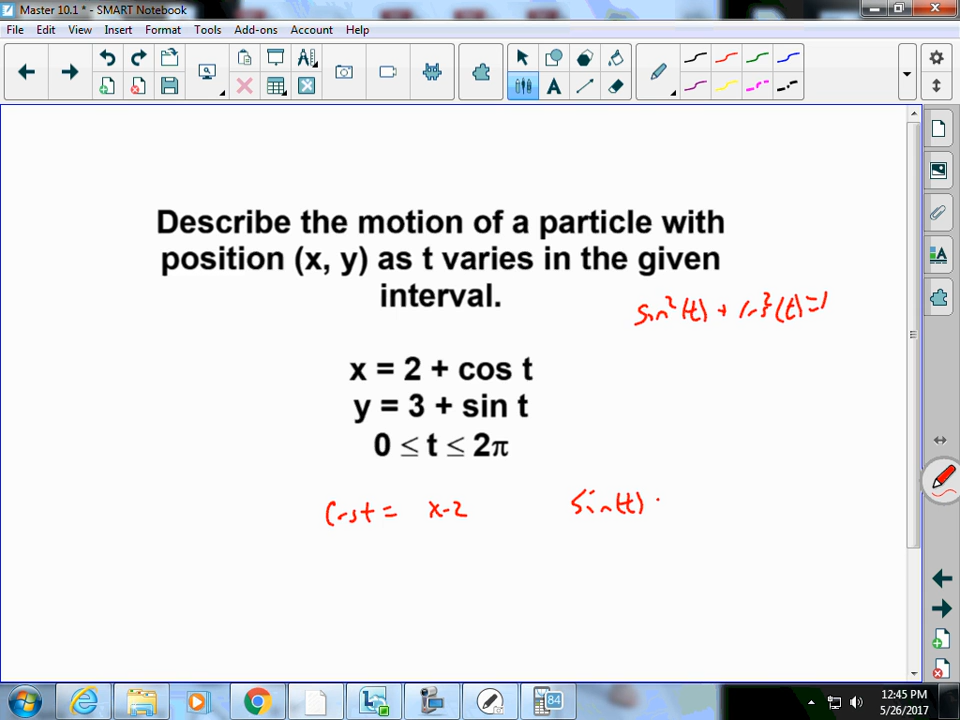 Master 10.1 * - SMART Notebook
File Edit View Insert Format Tools Add-ons Account Help
Describe the motion of a particle with
position (x, y) as t varies in the given
interval.
sin²(t) + cos²(t)=1
x = 2 + cos t
y = 3 + sin t
0 ≤ t ≤ 2π
cost = x-2 sin(t)
84
12:45 PM
5/26/2017